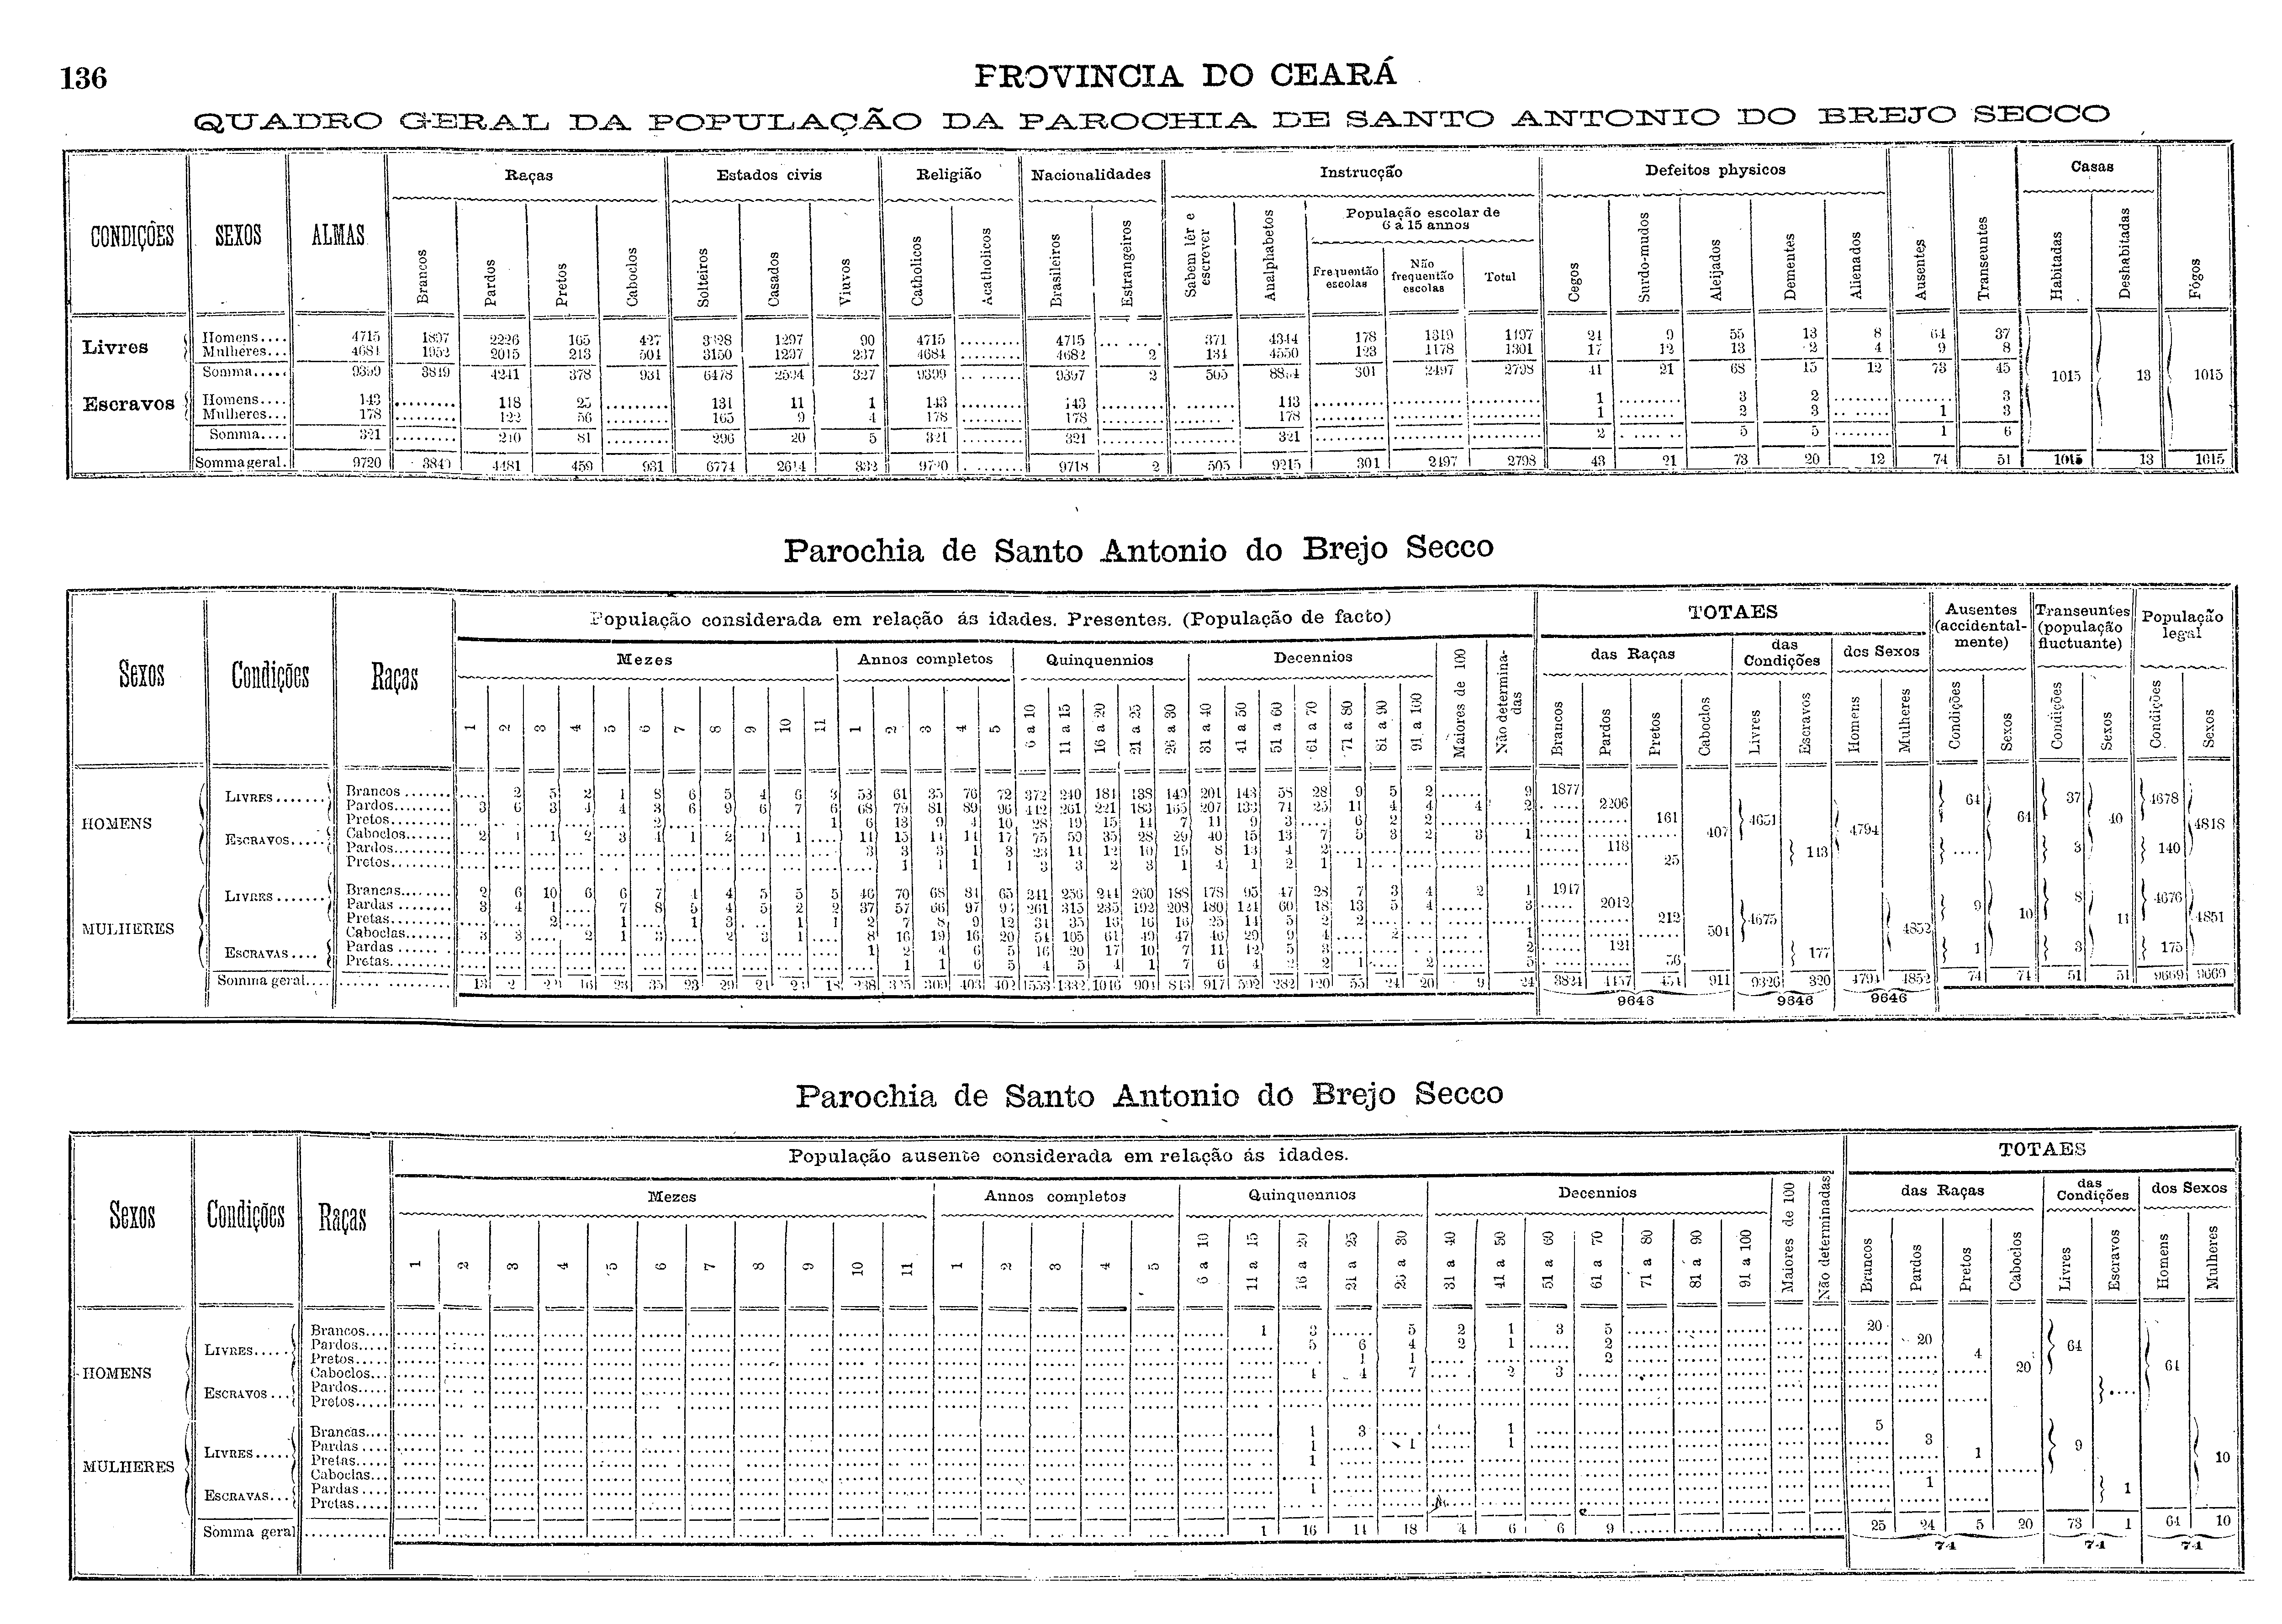 136
PROVINCIA DO CEARÁ
QUADRO GERAL DA POPULAÇÃO DA PAROCHIA DE SANTO ANTONIO DO BREJO SECCO
CONDIÇÕES SEXOS ALMAS Raças Estados civis Religião Nacionalidades Instrucção Defeitos physicos Ausentes Transeuntes Casas Fógos
Brancos Pardos Pretos Caboclos Solteiros Casados Viuvos Catholicos Acatholicos Brasileiros Estrangeiros Sabem lêr e escrever Analphabetos População escolar de 6 á 15 annos Cegos Surdo-mudos Aleijados Dementes Alienados Habitadas Deshabitadas
Frequentão escolas Não frequentão escolas Total
Livres Homens.... 4715 1897 2226 165 427 3328 1297 90 4715 4715 371 4344 178 1319 1497 24 9 55 13 8 64 37
Mulheres... 4684 1952 2015 213 504 3150 1297 237 4684 4682 2 134 4550 123 1178 1301 17 12 13 2 4 9 8
Somma..... 9399 3849 4241 378 931 6478 2594 327 9399 9397 2 505 301 2497 2798 41 21 68 15 12 73 45 1015 13 1015
Escravos Homens.... 143 118 25 131 11 1 143 143 143 1 3 2 3
Mulheres... 178 122 56 165 9 4 178 178 178 1 2 3 1 3
Somma.... 321 240 81 296 20 5 321 321 321 2 5 5 1 6
Somma geral. 9720 3849 4481 459 931 6774 2614 332 9720 9718 2 505 9215 301 2497 2798 43 21 73 20 12 74 51 1015 13 1015
Parochia de Santo Antonio do Brejo Secco
Sexos Condições Raças População considerada em relação ás idades. Presentes. (População de facto) TOTAES Ausentes (accidentalmente) Transeuntes (população fluctuante) População legal
Mezes Annos completos Quinquennios Decennios Maiores de 100 Não determinadas das Raças das Condições dos Sexos
1 2 3 4 5 6 7 8 9 10 11 1 2 3 4 5 6 a 10 11 a 15 16 a 20 21 a 25 26 a 30 31 a 40 41 a 50 51 a 60 61 a 70 71 a 80 81 a 90 91 a 100 Brancos Pardos Pretos Caboclos Livres Escravos Homens Mulheres Condições Sexos Condições Sexos Condições Sexos
HOMENS LIVRES....... Brancos ....... 2 5 2 1 8 6 5 4 6 3 53 61 35 76 72 372 240 184 138 149 201 143 58 28 9 5 2 9 1877
Pardos........ 3 6 3 4 4 3 6 9 6 7 6 68 79 81 89 96 442 261 221 183 165 207 133 74 25 11 4 4 4 2 2206
Pretos......... 2 1 6 13 9 4 10 28 19 15 14 7 11 9 3 6 2 2 161
Caboclos...... 2 1 1 2 3 4 1 2 1 1 11 15 14 14 17 75 59 35 28 29 40 15 13 7 5 3 2 3 1 407
64 37 4651 4678
ESCRAVOS..... Pardos......... 3 3 3 1 3 23 14 12 10 19 8 13 4 2 118
Pretos......... 1 1 1 1 3 3 2 3 1 4 1 2 1 1 25
143 4794 64 3 40 140 4818
MULHERES LIVRES....... Brancas........ 2 6 10 6 6 7 4 4 5 5 5 46 70 68 81 65 241 256 244 260 188 178 95 47 28 7 3 4 2 1 1947
Pardas ........ 3 4 1 7 8 5 4 5 2 2 37 57 66 97 261 315 235 192 208 180 124 60 18 13 5 4 3 2012
Pretas......... 2 1 1 3 1 1 2 7 8 9 12 31 35 13 16 16 25 14 5 2 2 212
Caboclas....... 3 3 2 1 2 3 1 8 16 19 16 20 54 105 61 49 47 46 29 9 4 2 1 504
4675 9 8 4676
ESCRAVAS .... Pardas ........ 1 2 4 6 5 16 20 17 10 7 11 12 5 3 2 121
Pretas......... 1 1 6 5 4 5 4 1 7 6 4 2 2 1 2 5 56
177 4852 1 10 3 11 175 4851
Somma geral.... 13 16 23 35 23 29 18 403 402 1553 1332 1046 904 843 917 592 282 120 55 24 20 9 24 3824 4457 454 911 9326 320 4794 4852 74 74 51 51 9669 9669
9646 9646 9646
Parochia de Santo Antonio do Brejo Secco
Sexos Condições Raças População ausente considerada em relação ás idades. TOTAES
Mezes Annos completos Quinquennios Decennios Maiores de 100 Não determinadas das Raças das Condições dos Sexos
1 2 3 4 5 6 7 8 9 10 11 1 2 3 4 5 6 a 10 11 a 15 16 a 20 21 a 25 26 a 30 31 a 40 41 a 50 51 a 60 61 a 70 71 a 80 81 a 90 91 a 100 Brancos Pardos Pretos Caboclos Livres Escravos Homens Mulheres
HOMENS LIVRES..... Brancos.... 1 3 5 2 1 3 5 20
Pardos..... 5 6 4 2 1 2 20
Pretos..... 1 1 2 4
Caboclos... 4 4 7 2 3 20
64 64
ESCRAVOS... Pardos.....
Pretos.....
MULHERES LIVRES..... Brancas.... 1 3 1 5
Pardas .... 1 1 1 3
Pretas..... 1 1
Caboclas...
9 10
ESCRAVAS... Pardas .... 1 1
Pretas.....
1
Somma geral 1 16 14 18 4 6 6 9 25 24 5 20 73 1 64 10
74 74 74